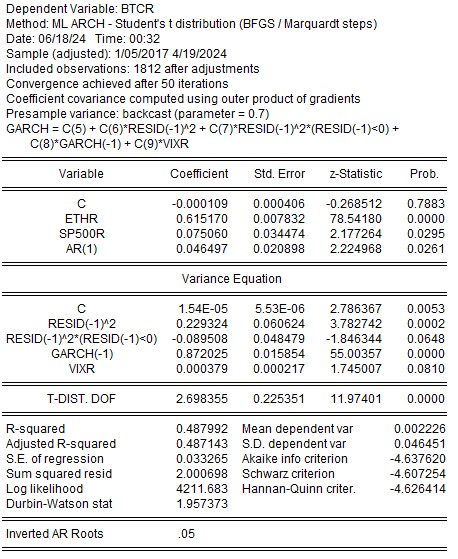 Dependent Variable: BTCR
Method: ML ARCH - Student's t distribution (BFGS / Marquardt steps)
Date: 06/18/24 Time: 00:32
Sample (adjusted): 1/05/2017 4/19/2024
Included observations: 1812 after adjustments
Convergence achieved after 50 iterations
Coefficient covariance computed using outer product of gradients
Presample variance: backcast (parameter = 0.7)
GARCH = C(5) + C(6)*RESID(-1)^2 + C(7)*RESID(-1)^2*(RESID(-1)<0) +
C(8)*GARCH(-1) + C(9)*VIXR
Variable Coefficient Std. Error z-Statistic Prob.
C -0.000109 0.000406 -0.268512 0.7883
ETHR 0.615170 0.007832 78.54180 0.0000
SP500R 0.075060 0.034474 2.177264 0.0295
AR(1) 0.046497 0.020898 2.224968 0.0261
Variance Equation
C 1.54E-05 5.53E-06 2.786367 0.0053
RESID(-1)^2 0.229324 0.060624 3.782742 0.0002
RESID(-1)^2*(RESID(-1)<0) -0.089508 0.048479 -1.846344 0.0648
GARCH(-1) 0.872025 0.015854 55.00357 0.0000
VIXR 0.000379 0.000217 1.745007 0.0810
T-DIST. DOF 2.698355 0.225351 11.97401 0.0000
R-squared 0.487992 Mean dependent var 0.002226
Adjusted R-squared 0.487143 S.D. dependent var 0.046451
S.E. of regression 0.033265 Akaike info criterion -4.637620
Sum squared resid 2.000698 Schwarz criterion -4.607254
Log likelihood 4211.683 Hannan-Quinn criter. -4.626414
Durbin-Watson stat 1.957373
Inverted AR Roots .05